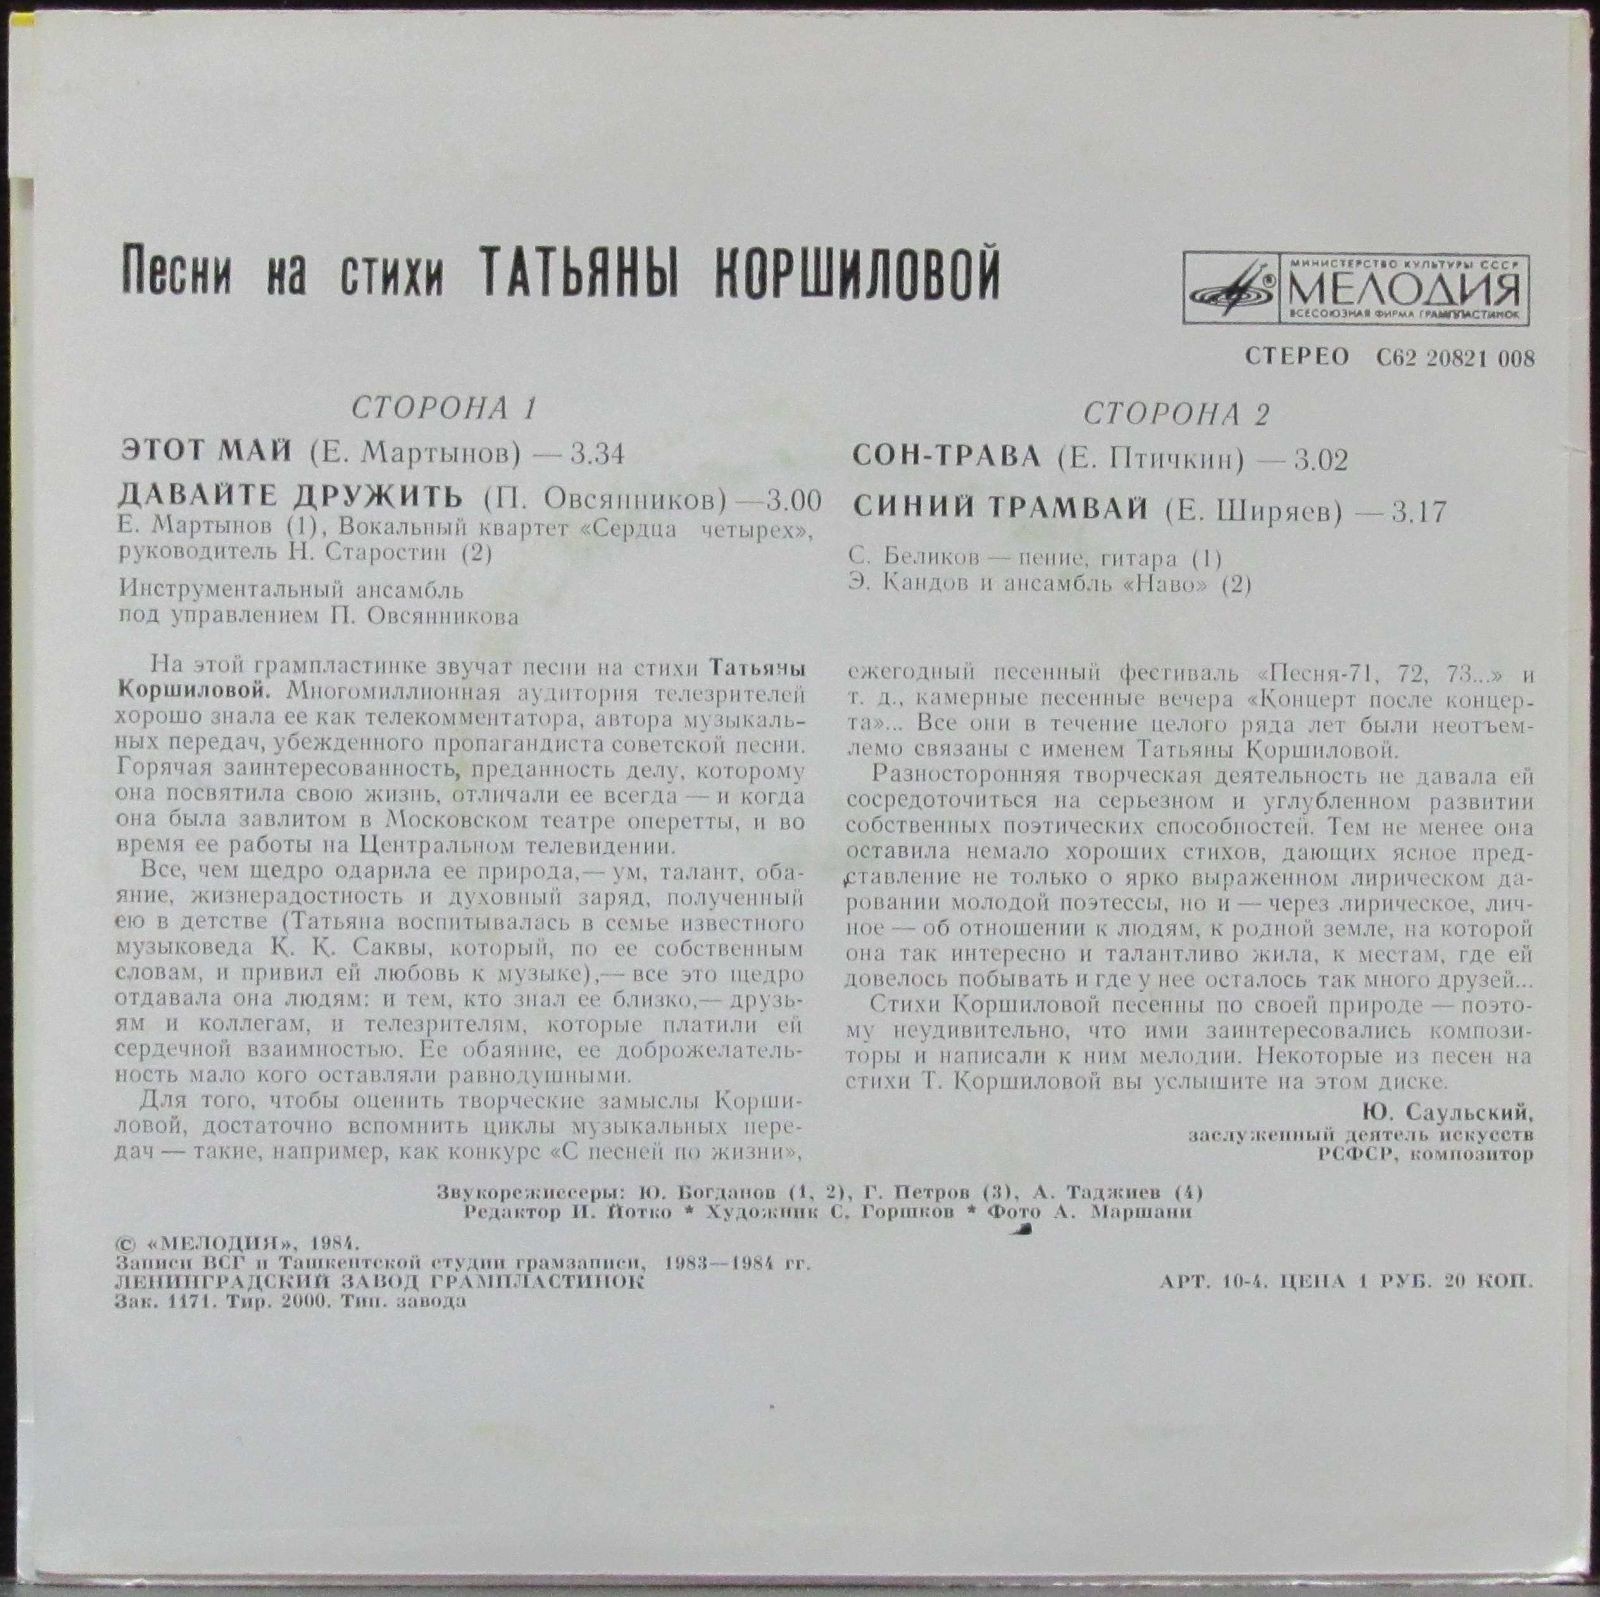 Песни на стихи ТАТЬЯНЫ КОРШИЛОВОЙ
МИНИСТЕРСТВО КУЛЬТУРЫ СССР
МЕЛОДИЯ
ВСЕСОЮЗНАЯ ФИРМА ГРАМПЛАСТИНОК
СТЕРЕО С62 20821 008
СТОРОНА 1
ЭТОТ МАЙ (Е. Мартынов) — 3.34
ДАВАЙТЕ ДРУЖИТЬ (П. Овсянников) — 3.00
Е. Мартынов (1), Вокальный квартет «Сердца четырех»,
руководитель Н. Старостин (2)
Инструментальный ансамбль
под управлением П. Овсянникова
СТОРОНА 2
СОН-ТРАВА (Е. Птичкин) — 3.02
СИНИЙ ТРАМВАЙ (Е. Ширяев) — 3.17
С. Беликов — пение, гитара (1)
Э. Кандов и ансамбль «Наво» (2)
На этой грампластинке звучат песни на стихи Татьяны
Коршиловой. Многомиллионная аудитория телезрителей
хорошо знала ее как телекомментатора, автора музыкаль-
ных передач, убежденного пропагандиста советской песни.
Горячая заинтересованность, преданность делу, которому
она посвятила свою жизнь, отличали ее всегда — и когда
она была завлитом в Московском театре оперетты, и во
время ее работы на Центральном телевидении.
Все, чем щедро одарила ее природа,— ум, талант, оба-
яние, жизнерадостность и духовный заряд, полученный
ею в детстве (Татьяна воспитывалась в семье известного
музыковеда К. К. Саквы, который, по ее собственным
словам, и привил ей любовь к музыке),— все это щедро
отдавала она людям: и тем, кто знал ее близко,— друзь-
ям и коллегам, и телезрителям, которые платили ей
сердечной взаимностью. Ее обаяние, ее доброжелатель-
ность мало кого оставляли равнодушными.
Для того, чтобы оценить творческие замыслы Корши-
ловой, достаточно вспомнить циклы музыкальных пере-
дач — такие, например, как конкурс «С песней по жизни»,
ежегодный песенный фестиваль «Песня-71, 72, 73...» и
т. д., камерные песенные вечера «Концерт после концер-
та»... Все они в течение целого ряда лет были неотъем-
лемо связаны с именем Татьяны Коршиловой.
Разносторонняя творческая деятельность не давала ей
сосредоточиться на серьезном и углубленном развитии
собственных поэтических способностей. Тем не менее она
оставила немало хороших стихов, дающих ясное пред-
ставление не только о ярко выраженном лирическом да-
ровании молодой поэтессы, но и — через лирическое, лич-
ное — об отношении к людям, к родной земле, на которой
она так интересно и талантливо жила, к местам, где ей
довелось побывать и где у нее осталось так много друзей...
Стихи Коршиловой песенны по своей природе — поэто-
му неудивительно, что ими заинтересовались компози-
торы и написали к ним мелодии. Некоторые из песен на
стихи Т. Коршиловой вы услышите на этом диске.
Ю. Саульский,
заслуженный деятель искусств
РСФСР, композитор
Звукорежиссеры: Ю. Богданов (1, 2), Г. Петров (3), А. Таджиев (4)
Редактор И. Йотко * Художник С. Горшков * Фото А. Маршани
© «МЕЛОДИЯ», 1984.
Записи ВСГ и Ташкентской студии грамзаписи, 1983—1984 гг.
ЛЕНИНГРАДСКИЙ ЗАВОД ГРАМПЛАСТИНОК
Зак. 1171. Тир. 2000. Тип. завода
АРТ. 10-4. ЦЕНА 1 РУБ. 20 КОП.